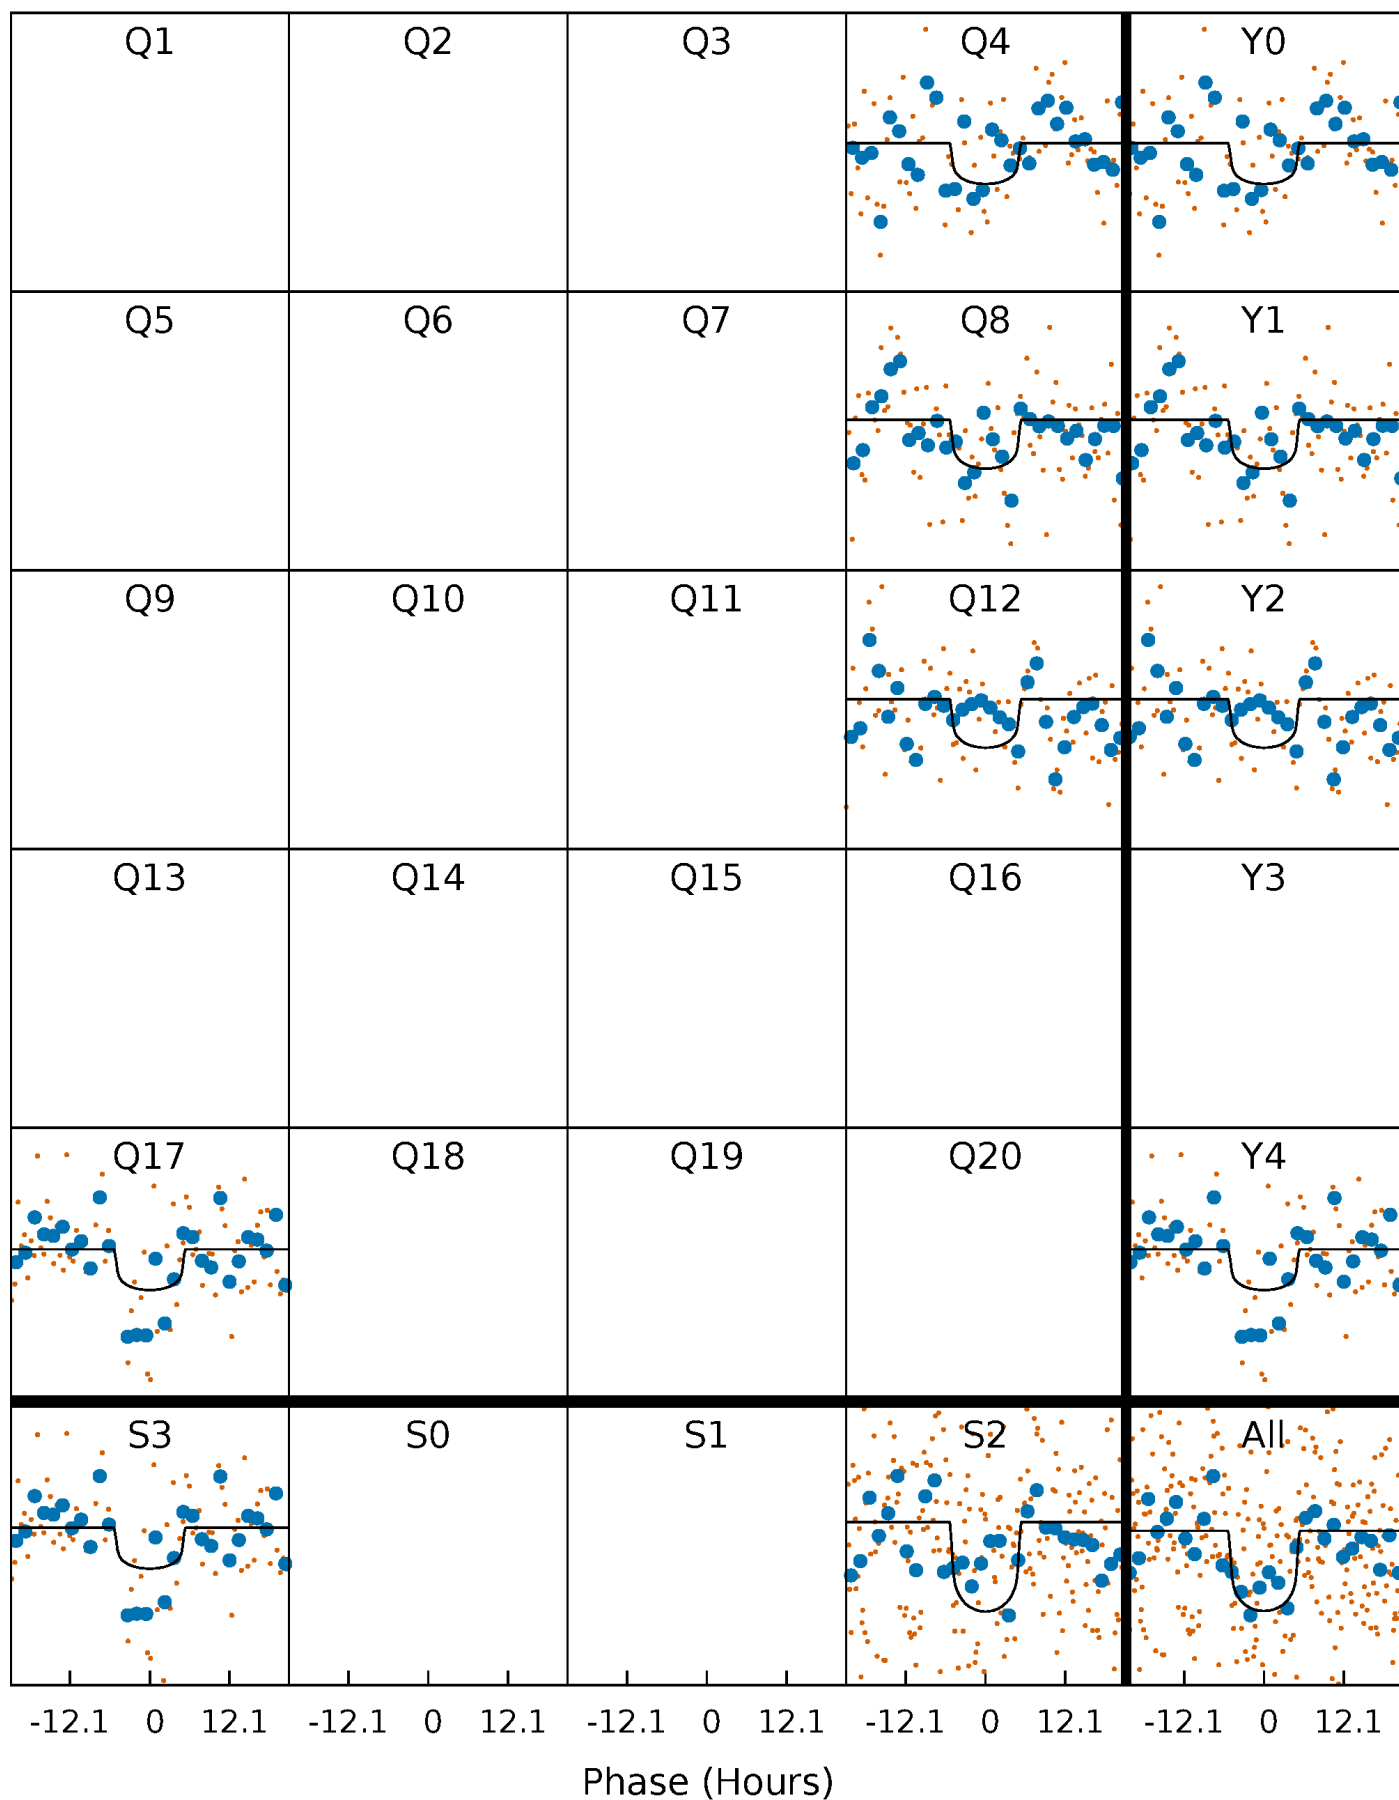 Q1 Q2 Q3 Q4 Y0
Q5 Q6 Q7 Q8 Y1
Q9 Q10 Q11 Q12 Y2
Q13 Q14 Q15 Q16 Y3
Q17 Q18 Q19 Q20 Y4
S3 S0 S1 S2 All
-12.1 0 12.1 -12.1 0 12.1 -12.1 0 12.1 -12.1 0 12.1 -12.1 0 12.1
Phase (Hours)